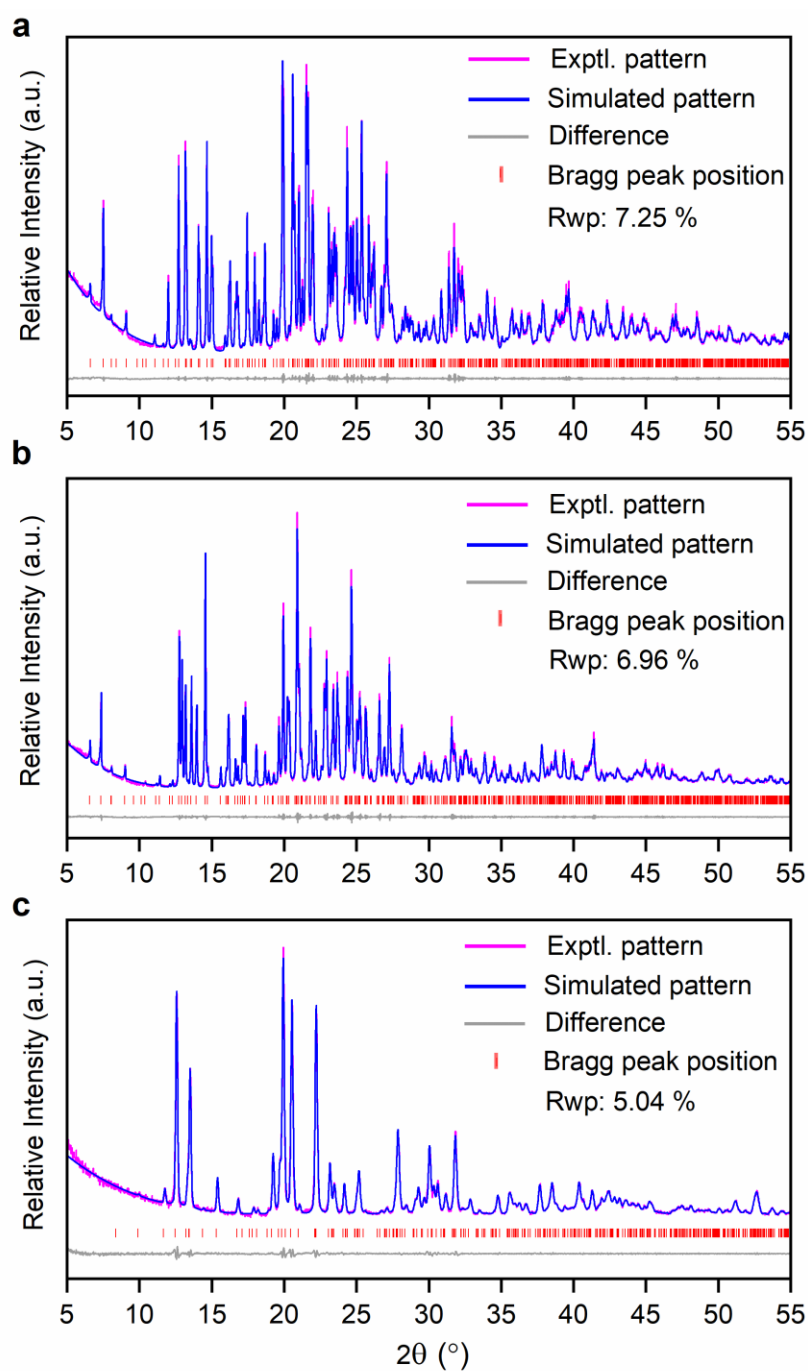 a
Relative Intensity (a.u.)
Exptl. pattern
Simulated pattern
Difference
Bragg peak position
Rwp: 7.25 %
5 10 15 20 25 30 35 40 45 50 55
b
Relative Intensity (a.u.)
Exptl. pattern
Simulated pattern
Difference
Bragg peak position
Rwp: 6.96 %
5 10 15 20 25 30 35 40 45 50 55
c
Relative Intensity (a.u.)
Exptl. pattern
Simulated pattern
Difference
Bragg peak position
Rwp: 5.04 %
5 10 15 20 25 30 35 40 45 50 55
2θ (°)